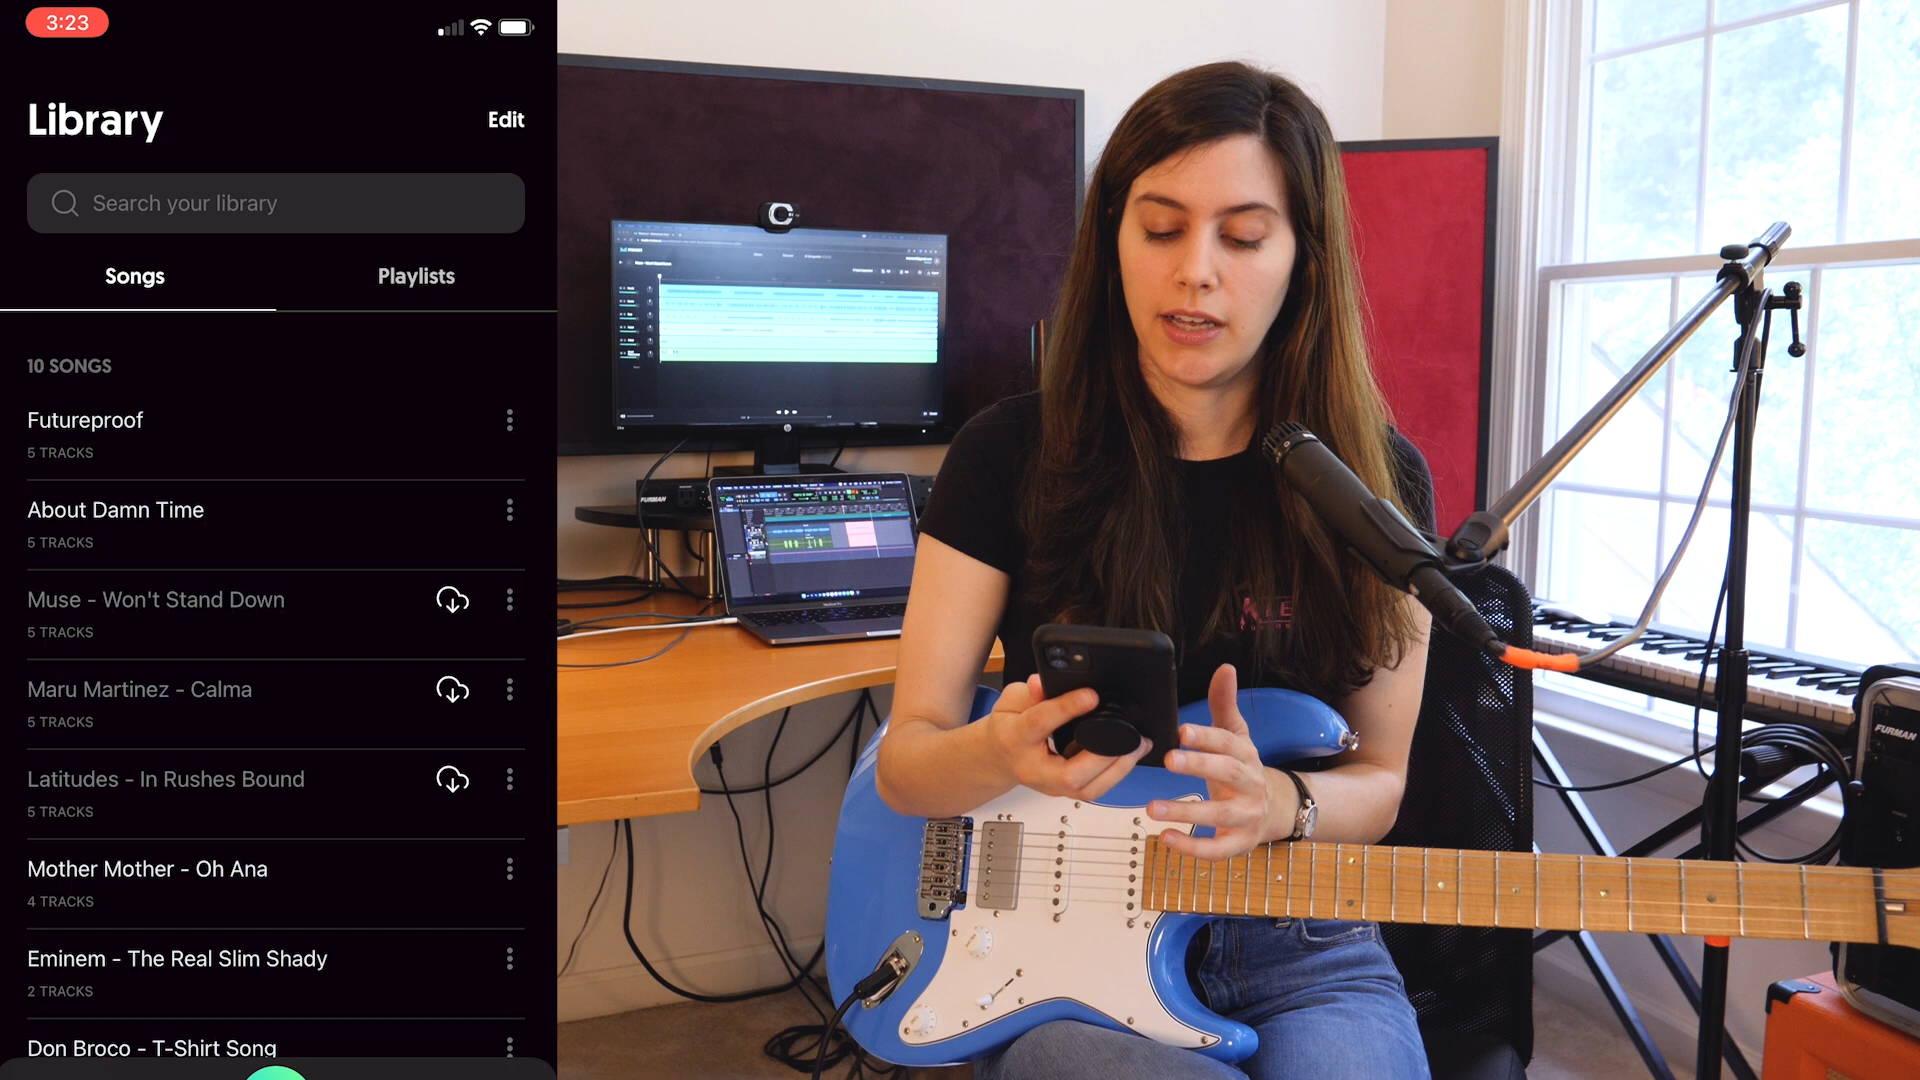 3:23
Library
Edit
Search your library
Songs
Playlists
10 SONGS
Futureproof
5 TRACKS
About Damn Time
5 TRACKS
Muse - Won't Stand Down
5 TRACKS
Maru Martinez - Calma
5 TRACKS
Latitudes - In Rushes Bound
5 TRACKS
Mother Mother - Oh Ana
4 TRACKS
Eminem - The Real Slim Shady
2 TRACKS
Don Broco - T-Shirt Song
FURMAN
FURMAN